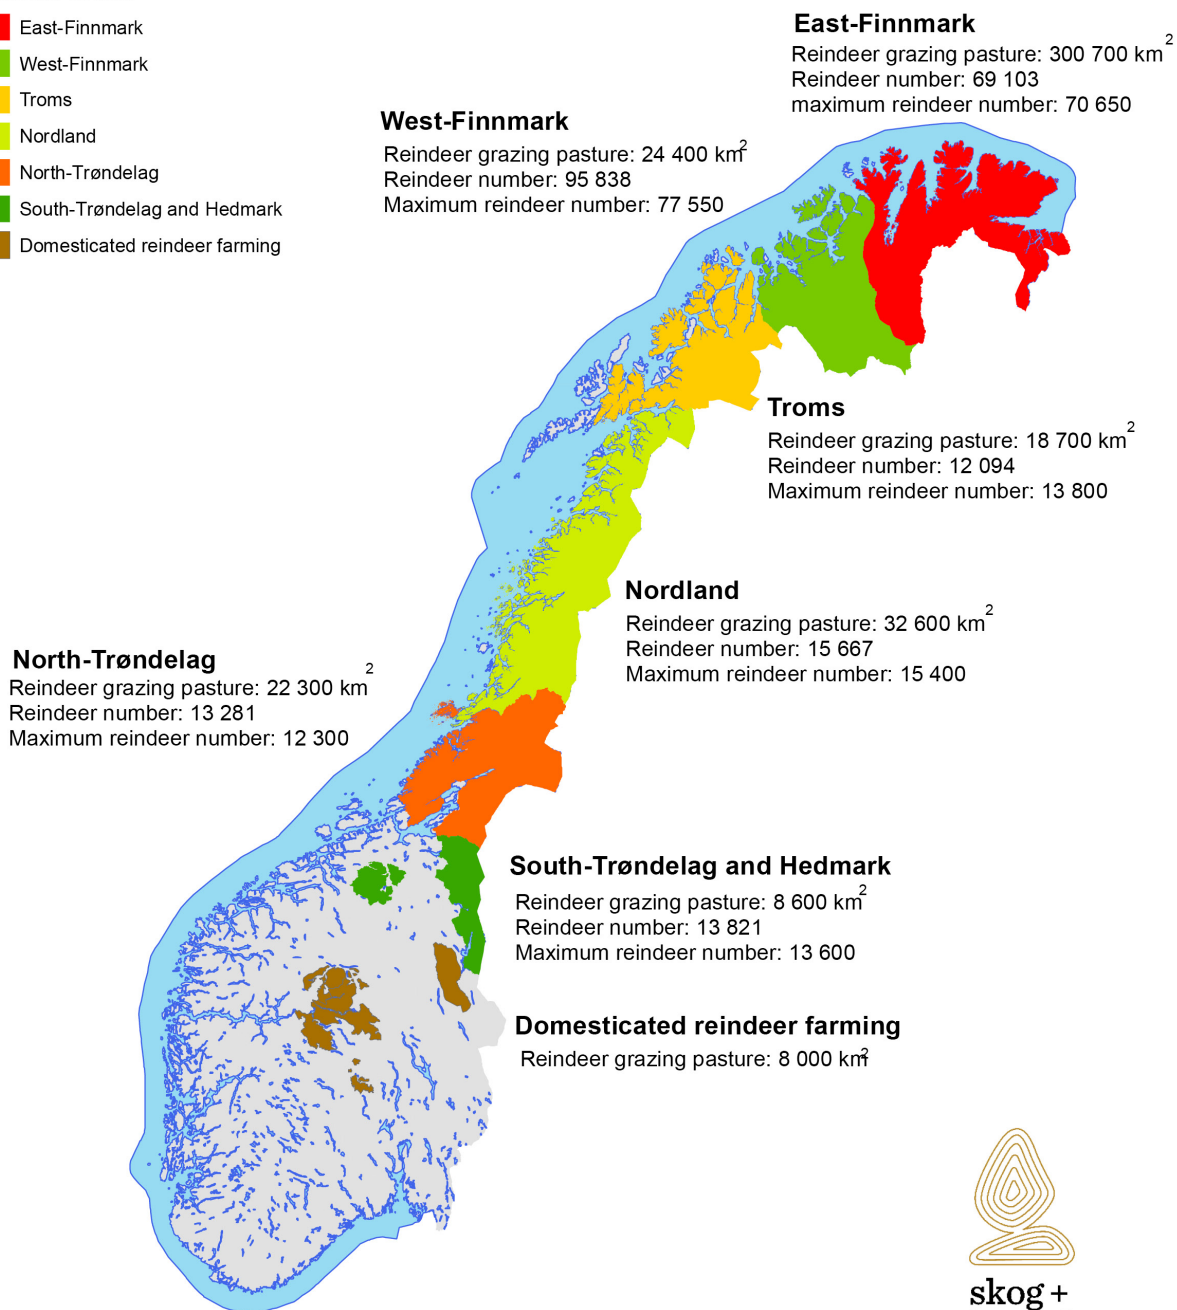 East-Finnmark
West-Finnmark
Troms
Nordland
North-Trøndelag
South-Trøndelag and Hedmark
Domesticated reindeer farming
East-Finnmark
Reindeer grazing pasture: 300 700 km²
Reindeer number: 69 103
maximum reindeer number: 70 650
West-Finnmark
Reindeer grazing pasture: 24 400 km²
Reindeer number: 95 838
Maximum reindeer number: 77 550
Troms
Reindeer grazing pasture: 18 700 km²
Reindeer number: 12 094
Maximum reindeer number: 13 800
Nordland
Reindeer grazing pasture: 32 600 km²
Reindeer number: 15 667
Maximum reindeer number: 15 400
North-Trøndelag
Reindeer grazing pasture: 22 300 km²
Reindeer number: 13 281
Maximum reindeer number: 12 300
South-Trøndelag and Hedmark
Reindeer grazing pasture: 8 600 km²
Reindeer number: 13 821
Maximum reindeer number: 13 600
Domesticated reindeer farming
Reindeer grazing pasture: 8 000 km²
skog +